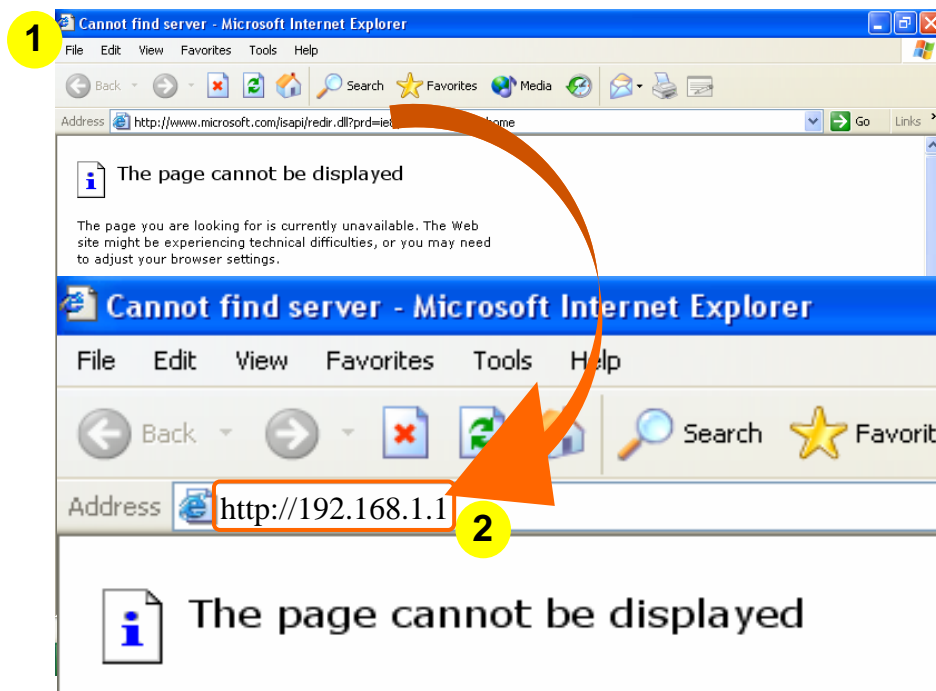 1
Cannot find server - Microsoft Internet Explorer
File Edit View Favorites Tools Help
Back Search Favorites Media
Address http://www.microsoft.com/isapi/redir.dll?prd=ie home Go Links
The page cannot be displayed
The page you are looking for is currently unavailable. The Web
site might be experiencing technical difficulties, or you may need
to adjust your browser settings.
Cannot find server - Microsoft Internet Explorer
File Edit View Favorites Tools Help
Back Search Favorit
Address http://192.168.1.1
2
The page cannot be displayed